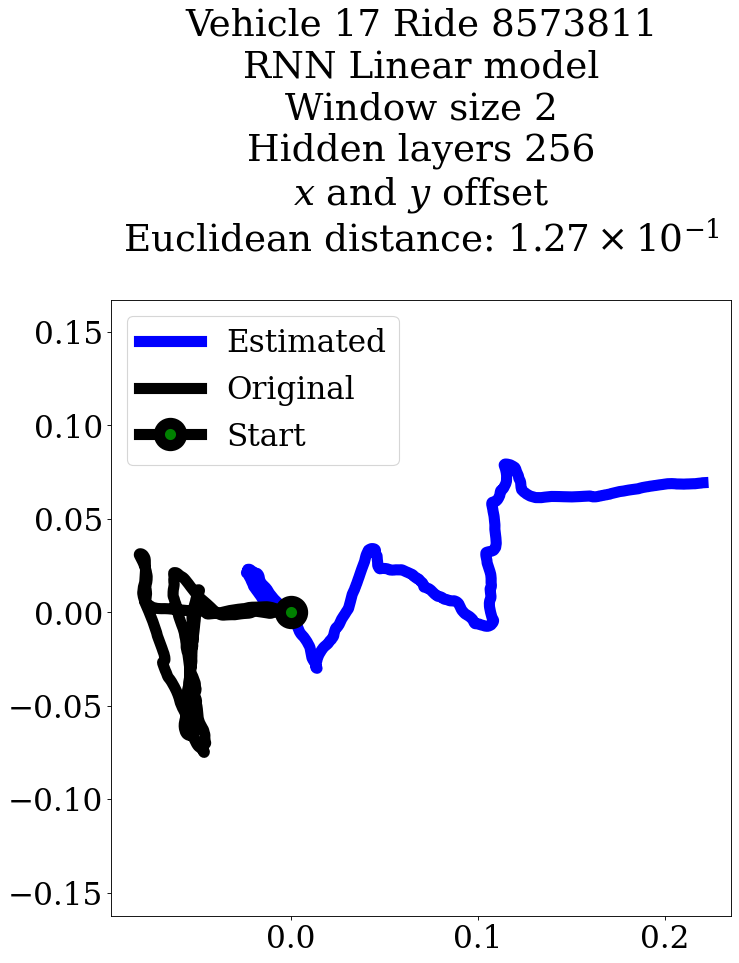 Vehicle 17 Ride 8573811
RNN Linear model
Window size 2
Hidden layers 256
x and y offset
Euclidean distance: 1.27 × 10⁻¹
Estimated
Original
Start
0.15
0.10
0.05
0.00
−0.05
−0.10
−0.15
0.0 0.1 0.2